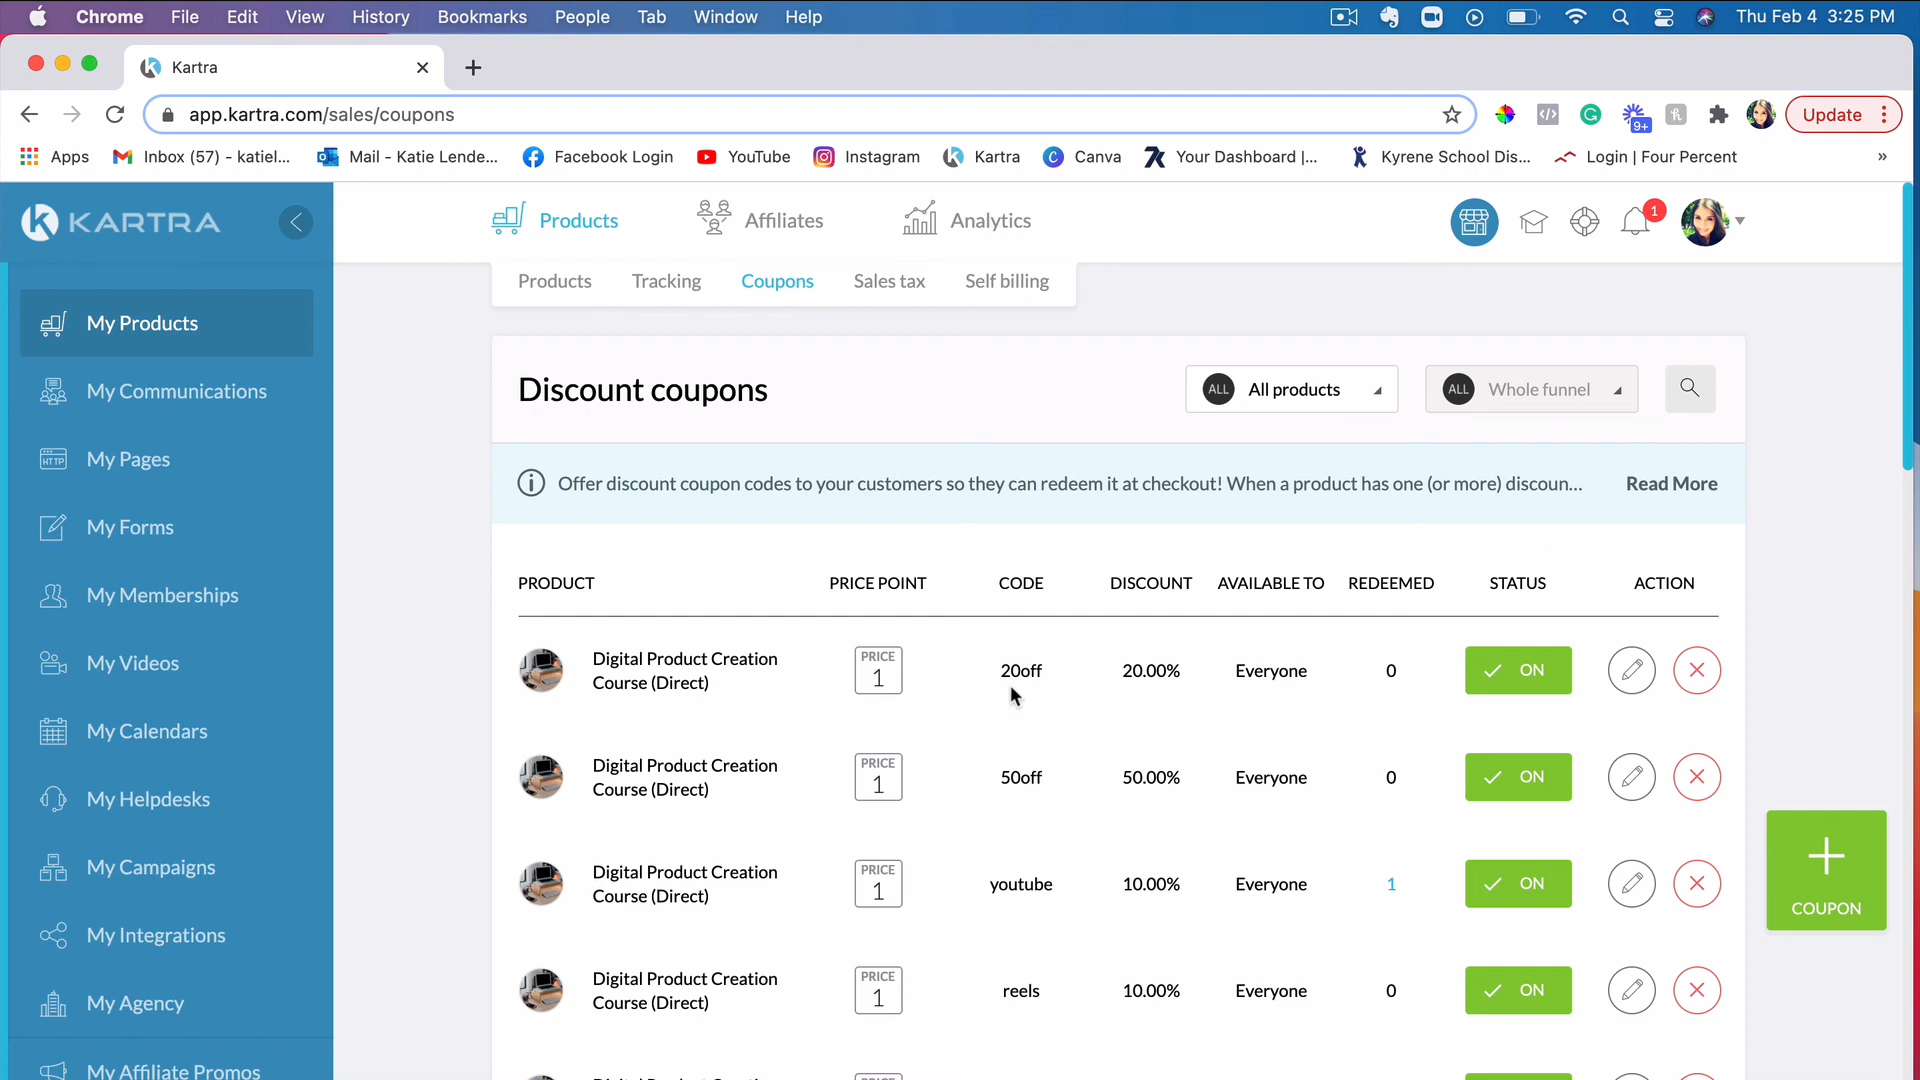 Chrome File Edit View History Bookmarks People Tab Window Help Thu Feb 4 3:25 PM
Kartra
app.kartra.com/sales/coupons
9+
Update
Apps Inbox (57) - katiel... Mail - Katie Lende... Facebook Login YouTube Instagram Kartra Canva Your Dashboard |... Kyrene School Dis... Login | Four Percent »
KARTRA
Products Affiliates Analytics
1
Products Tracking Coupons Sales tax Self billing
My Products
My Communications
My Pages
HTTP
My Forms
My Memberships
My Videos
My Calendars
My Helpdesks
My Campaigns
My Integrations
My Agency
My Affiliate Promos
Discount coupons
ALL All products
ALL Whole funnel
Offer discount coupon codes to your customers so they can redeem it at checkout! When a product has one (or more) discoun... Read More
PRODUCT PRICE POINT CODE DISCOUNT AVAILABLE TO REDEEMED STATUS ACTION
Digital Product Creation
Course (Direct)
PRICE
1
20off 20.00% Everyone 0 ON
Digital Product Creation
Course (Direct)
PRICE
1
50off 50.00% Everyone 0 ON
Digital Product Creation
Course (Direct)
PRICE
1
youtube 10.00% Everyone 1 ON
Digital Product Creation
Course (Direct)
PRICE
1
reels 10.00% Everyone 0 ON
COUPON